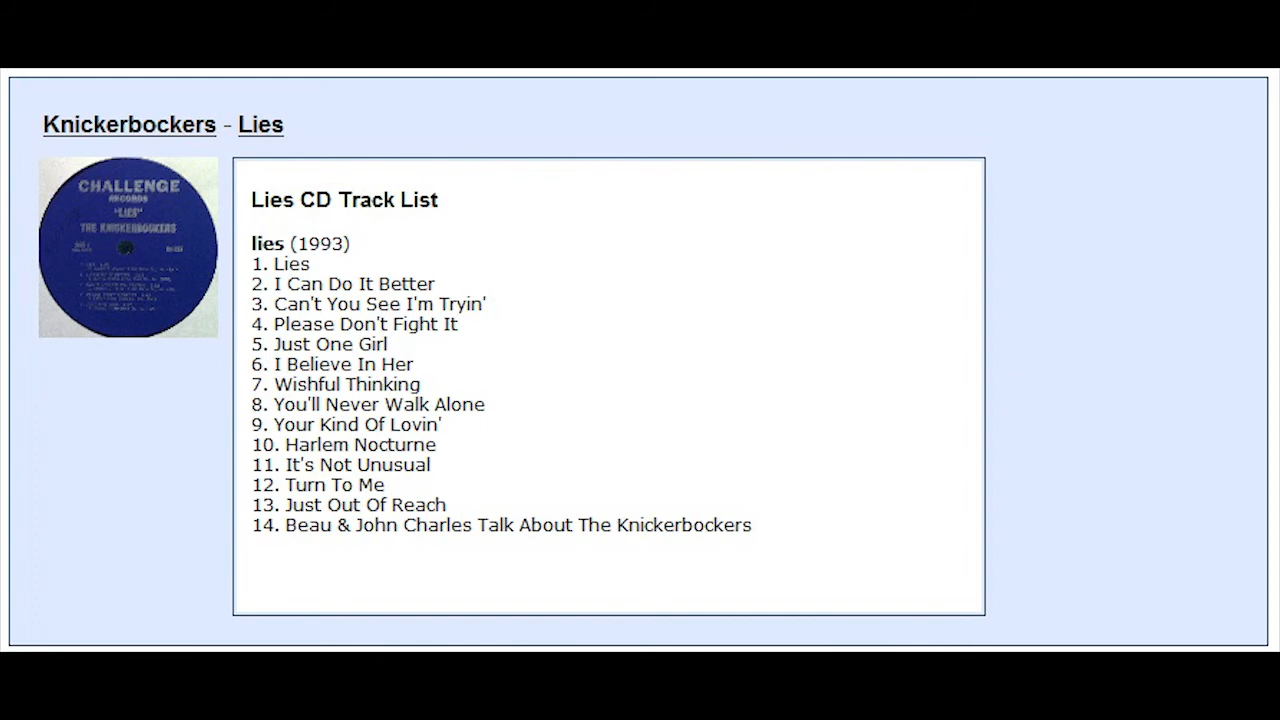 Knickerbockers - Lies
CHALLENGE
RECORDS
"LIES"
THE KNICKERBOCKERS
Lies CD Track List
lies (1993)
1. Lies
2. I Can Do It Better
3. Can't You See I'm Tryin'
4. Please Don't Fight It
5. Just One Girl
6. I Believe In Her
7. Wishful Thinking
8. You'll Never Walk Alone
9. Your Kind Of Lovin'
10. Harlem Nocturne
11. It's Not Unusual
12. Turn To Me
13. Just Out Of Reach
14. Beau & John Charles Talk About The Knickerbockers